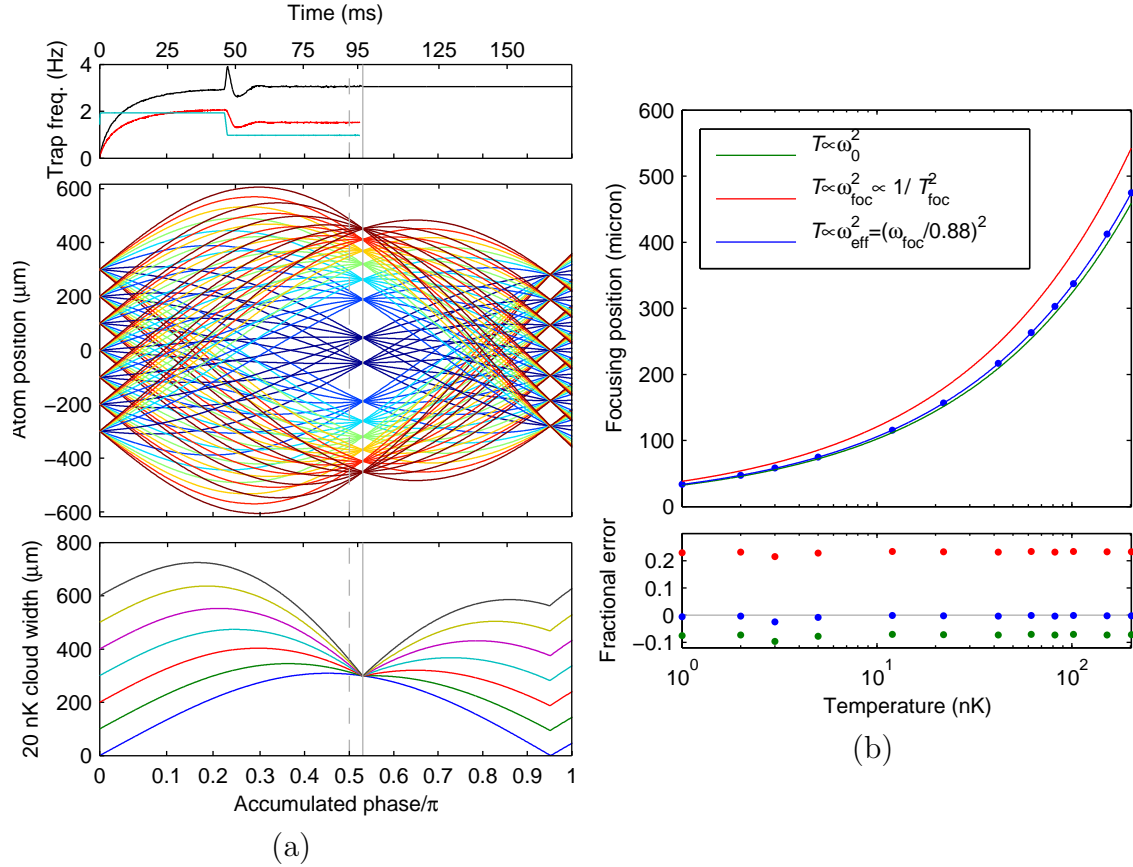 Time (ms)
0 25 50 75 95 125 150
Trap freq. (Hz)
4
2
0
Atom position (μm)
600
400
200
0
−200
−400
−600
20 nK cloud width (μm)
800
600
400
200
0
0 0.1 0.2 0.3 0.4 0.5 0.6 0.7 0.8 0.9 1
Accumulated phase/π
(a)
Focusing position (micron)
600
500
400
300
200
100
0
T∝ω₀²
T∝ω²foc ∝ 1/ T²foc
T∝ω²eff=(ωfoc/0.88)²
Fractional error
0.2
0.1
0
−0.1
10⁰ 10¹ 10²
Temperature (nK)
(b)